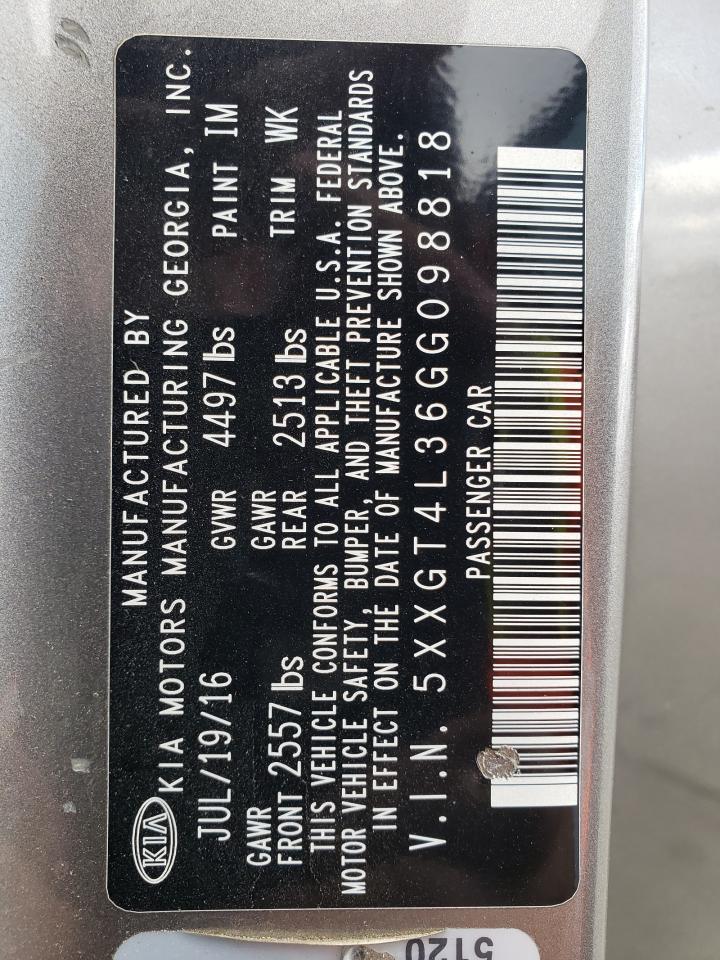 MANUFACTURED BY
KIA KIA MOTORS MANUFACTURING GEORGIA, INC.
JUL/19/16 GVWR 4497 lbs PAINT IM
GAWR FRONT 2557 lbs GAWR REAR 2513 lbs TRIM WK
THIS VEHICLE CONFORMS TO ALL APPLICABLE U.S.A. FEDERAL
MOTOR VEHICLE SAFETY, BUMPER, AND THEFT PREVENTION STANDARDS
IN EFFECT ON THE DATE OF MANUFACTURE SHOWN ABOVE.
V.I.N. 5XXGT4L36GG098818
PASSENGER CAR
5120